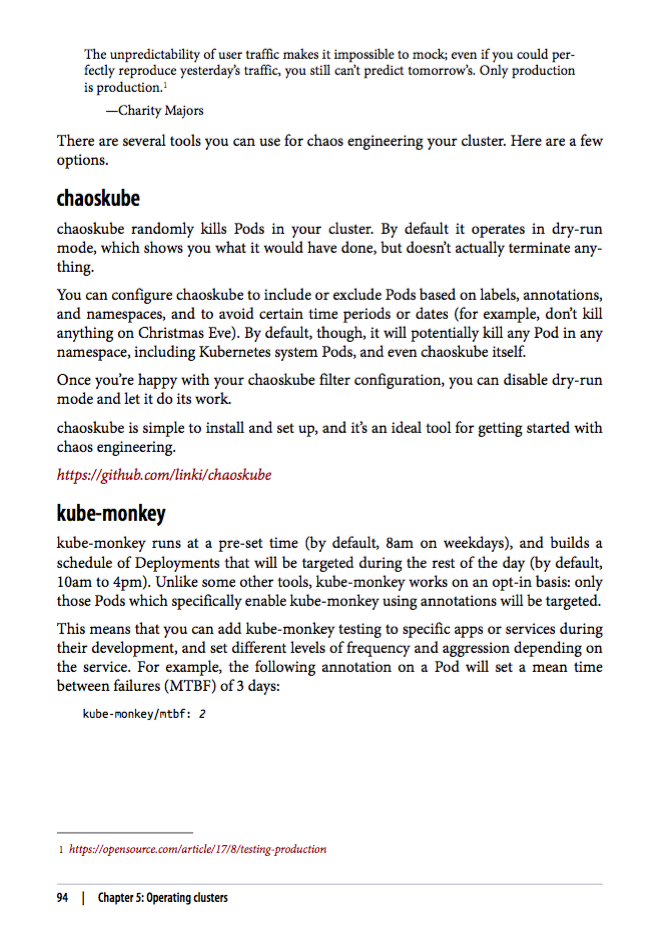 The unpredictability of user traffic makes it impossible to mock; even if you could per-
fectly reproduce yesterday's traffic, you still can't predict tomorrow's. Only production
is production.1
—Charity Majors
There are several tools you can use for chaos engineering your cluster. Here are a few
options.
chaoskube
chaoskube randomly kills Pods in your cluster. By default it operates in dry-run
mode, which shows you what it would have done, but doesn't actually terminate any-
thing.
You can configure chaoskube to include or exclude Pods based on labels, annotations,
and namespaces, and to avoid certain time periods or dates (for example, don't kill
anything on Christmas Eve). By default, though, it will potentially kill any Pod in any
namespace, including Kubernetes system Pods, and even chaoskube itself.
Once you're happy with your chaoskube filter configuration, you can disable dry-run
mode and let it do its work.
chaoskube is simple to install and set up, and it's an ideal tool for getting started with
chaos engineering.
https://github.com/linki/chaoskube
kube-monkey
kube-monkey runs at a pre-set time (by default, 8am on weekdays), and builds a
schedule of Deployments that will be targeted during the rest of the day (by default,
10am to 4pm). Unlike some other tools, kube-monkey works on an opt-in basis: only
those Pods which specifically enable kube-monkey using annotations will be targeted.
This means that you can add kube-monkey testing to specific apps or services during
their development, and set different levels of frequency and aggression depending on
the service. For example, the following annotation on a Pod will set a mean time
between failures (MTBF) of 3 days:
kube-monkey/mtbf: 2
1 https://opensource.com/article/17/8/testing-production
94 | Chapter 5: Operating clusters